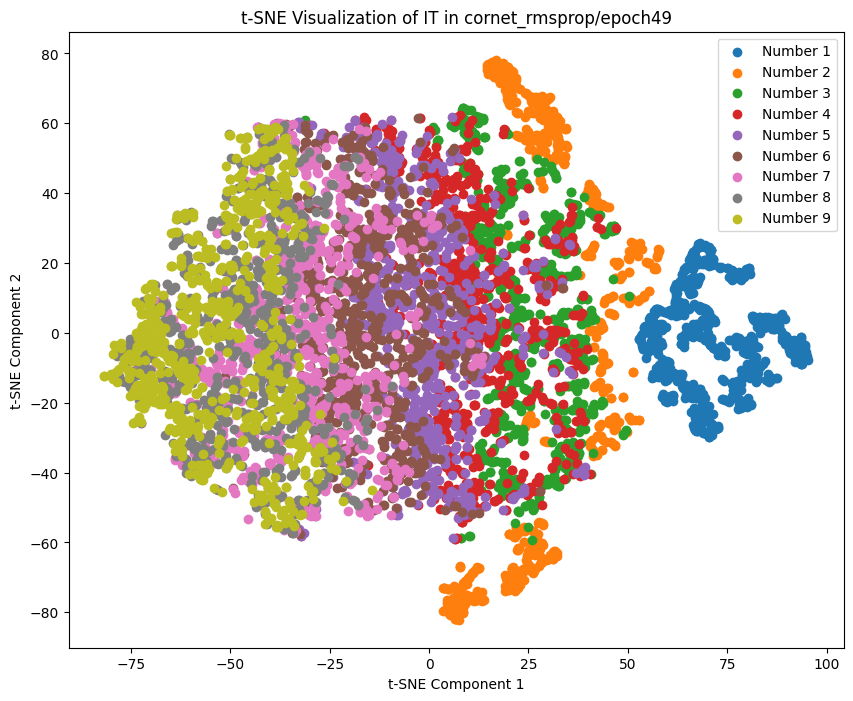 t-SNE Visualization of IT in cornet_rmsprop/epoch49
Number 1
Number 2
Number 3
Number 4
Number 5
Number 6
Number 7
Number 8
Number 9
t-SNE Component 2
80
60
40
20
0
−20
−40
−60
−80
−75
−50
−25
0
25
50
75
100
t-SNE Component 1